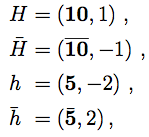 H = (10, 1) ,
H̄ = (1̅0̅, −1) ,
h = (5, −2) ,
h̄ = (5̄, 2) ,